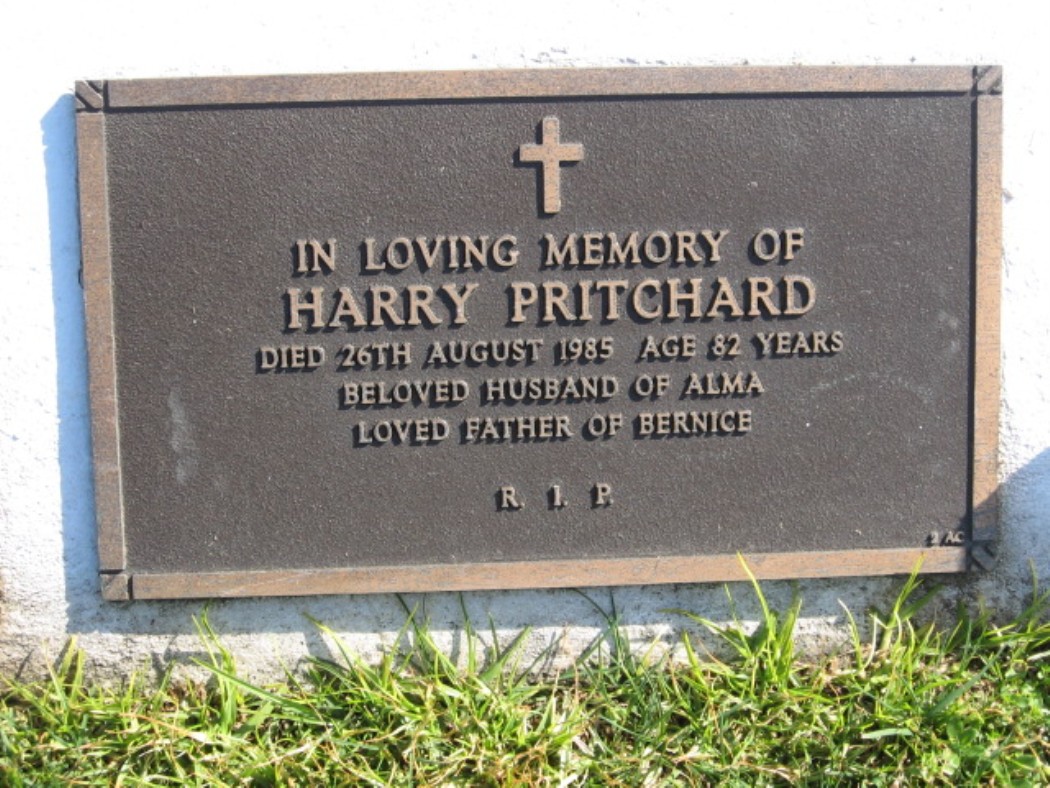 IN LOVING MEMORY OF
HARRY PRITCHARD
DIED 26TH AUGUST 1985 AGE 82 YEARS
BELOVED HUSBAND OF ALMA
LOVED FATHER OF BERNICE
R. I. P.
2/AC